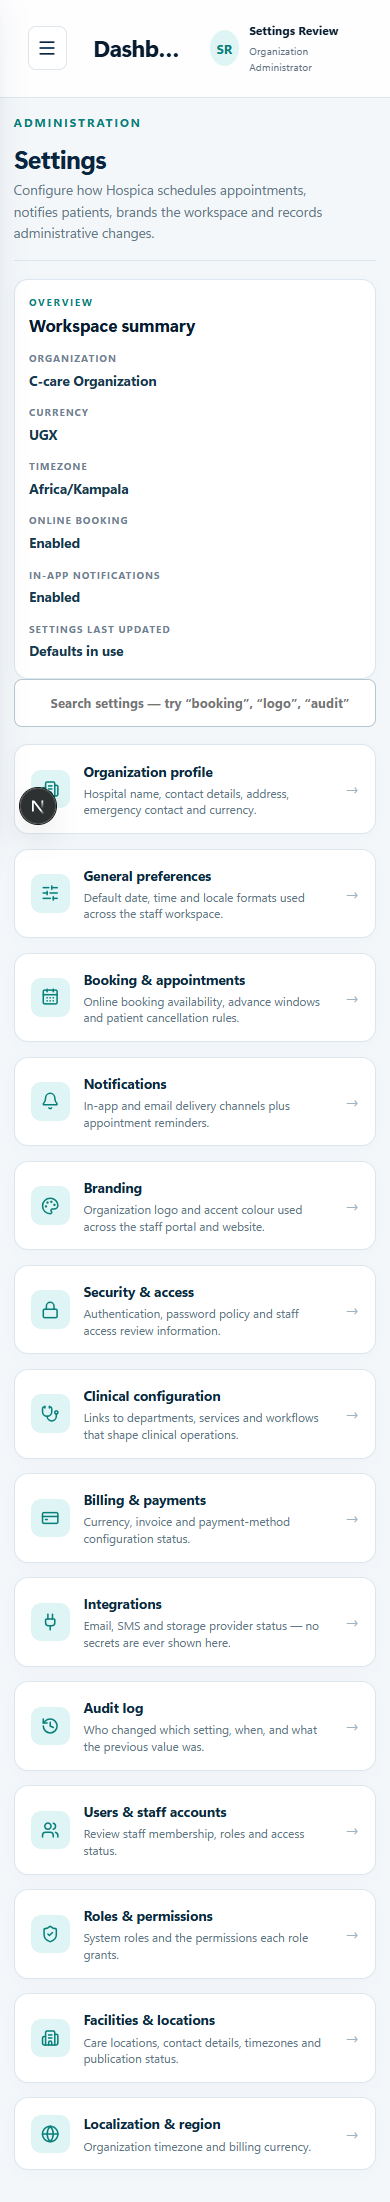 Dashb...
SR
Settings Review
Organization
Administrator
ADMINISTRATION
Settings
Configure how Hospica schedules appointments,
notifies patients, brands the workspace and records
administrative changes.
OVERVIEW
Workspace summary
ORGANIZATION
C-care Organization
CURRENCY
UGX
TIMEZONE
Africa/Kampala
ONLINE BOOKING
Enabled
IN-APP NOTIFICATIONS
Enabled
SETTINGS LAST UPDATED
Defaults in use
Search settings — try “booking”, “logo”, “audit”
Organization profile
Hospital name, contact details, address,
emergency contact and currency.
→
N
General preferences
Default date, time and locale formats used
across the staff workspace.
→
Booking & appointments
Online booking availability, advance windows
and patient cancellation rules.
→
Notifications
In-app and email delivery channels plus
appointment reminders.
→
Branding
Organization logo and accent colour used
across the staff portal and website.
→
Security & access
Authentication, password policy and staff
access review information.
→
Clinical configuration
Links to departments, services and workflows
that shape clinical operations.
→
Billing & payments
Currency, invoice and payment-method
configuration status.
→
Integrations
Email, SMS and storage provider status — no
secrets are ever shown here.
→
Audit log
Who changed which setting, when, and what
the previous value was.
→
Users & staff accounts
Review staff membership, roles and access
status.
→
Roles & permissions
System roles and the permissions each role
grants.
→
Facilities & locations
Care locations, contact details, timezones and
publication status.
→
Localization & region
Organization timezone and billing currency.
→